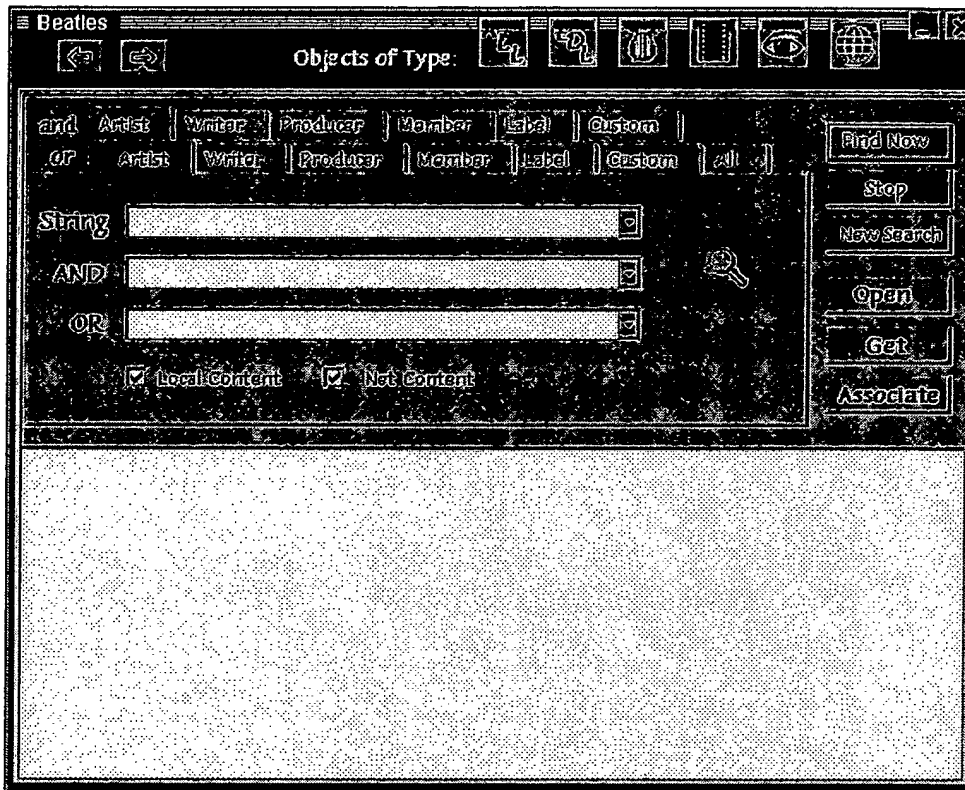 Beatles
Objects of Type:
and Artist Writer Producer Member Label Custom
or Artist Writer Producer Member Label Custom All
Find Now
Stop
String
New Search
AND
Open
OR
Get
Local Content Net Content
Associate